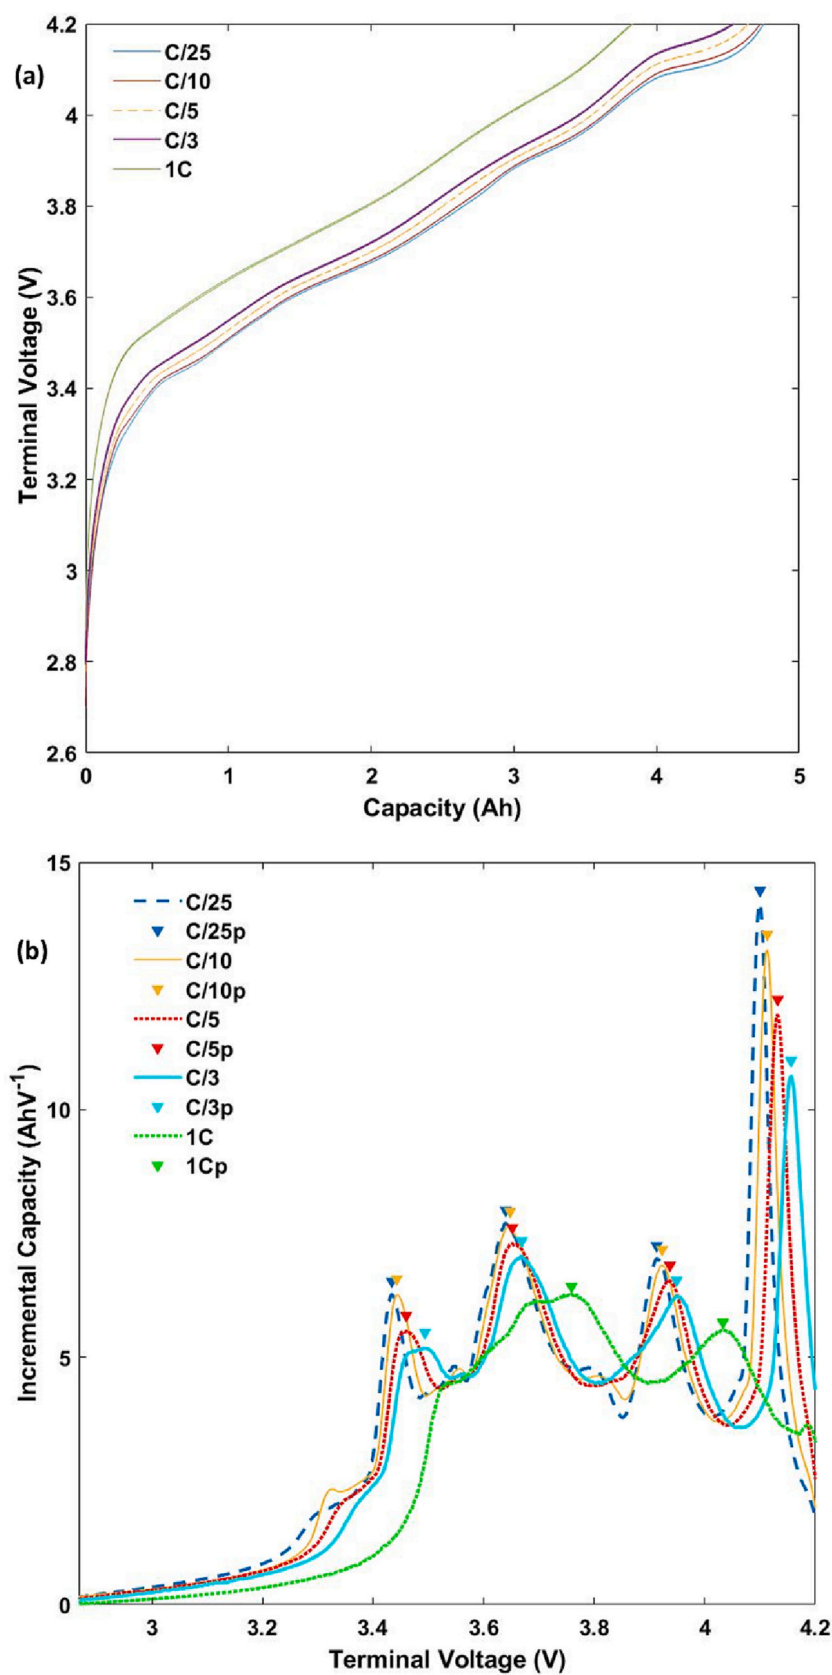 (a)
C/25
C/10
C/5
C/3
1C
4.2
4
3.8
3.6
3.4
3.2
3
2.8
2.6
Terminal Voltage (V)
0 1 2 3 4 5
Capacity (Ah)
(b)
C/25
C/25p
C/10
C/10p
C/5
C/5p
C/3
C/3p
1C
1Cp
15
10
5
0
Incremental Capacity (AhV⁻¹)
3 3.2 3.4 3.6 3.8 4 4.2
Terminal Voltage (V)